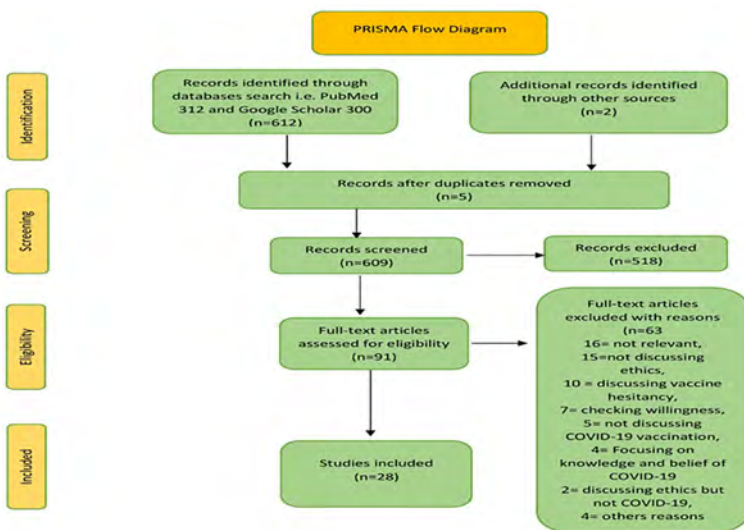 PRISMA Flow Diagram
Identification
Records identified through
databases search i.e. PubMed
312 and Google Scholar 300
(n=612)
Additional records identified
through other sources
(n=2)
Records after duplicates removed
(n=5)
Screening
Records screened
(n=609)
Records excluded
(n=518)
Eligibility
Full-text articles
assessed for eligibility
(n=91)
Full-text articles
excluded with reasons
(n=63
16= not relevant,
15=not discussing
ethics,
10 = discussing vaccine
hesitancy,
7= checking willingness,
5= not discussing
COVID-19 vaccination,
4= Focusing on
knowledge and belief of
COVID-19
2= discussing ethics but
not COVID-19,
4= others reasons
Included
Studies included
(n=28)